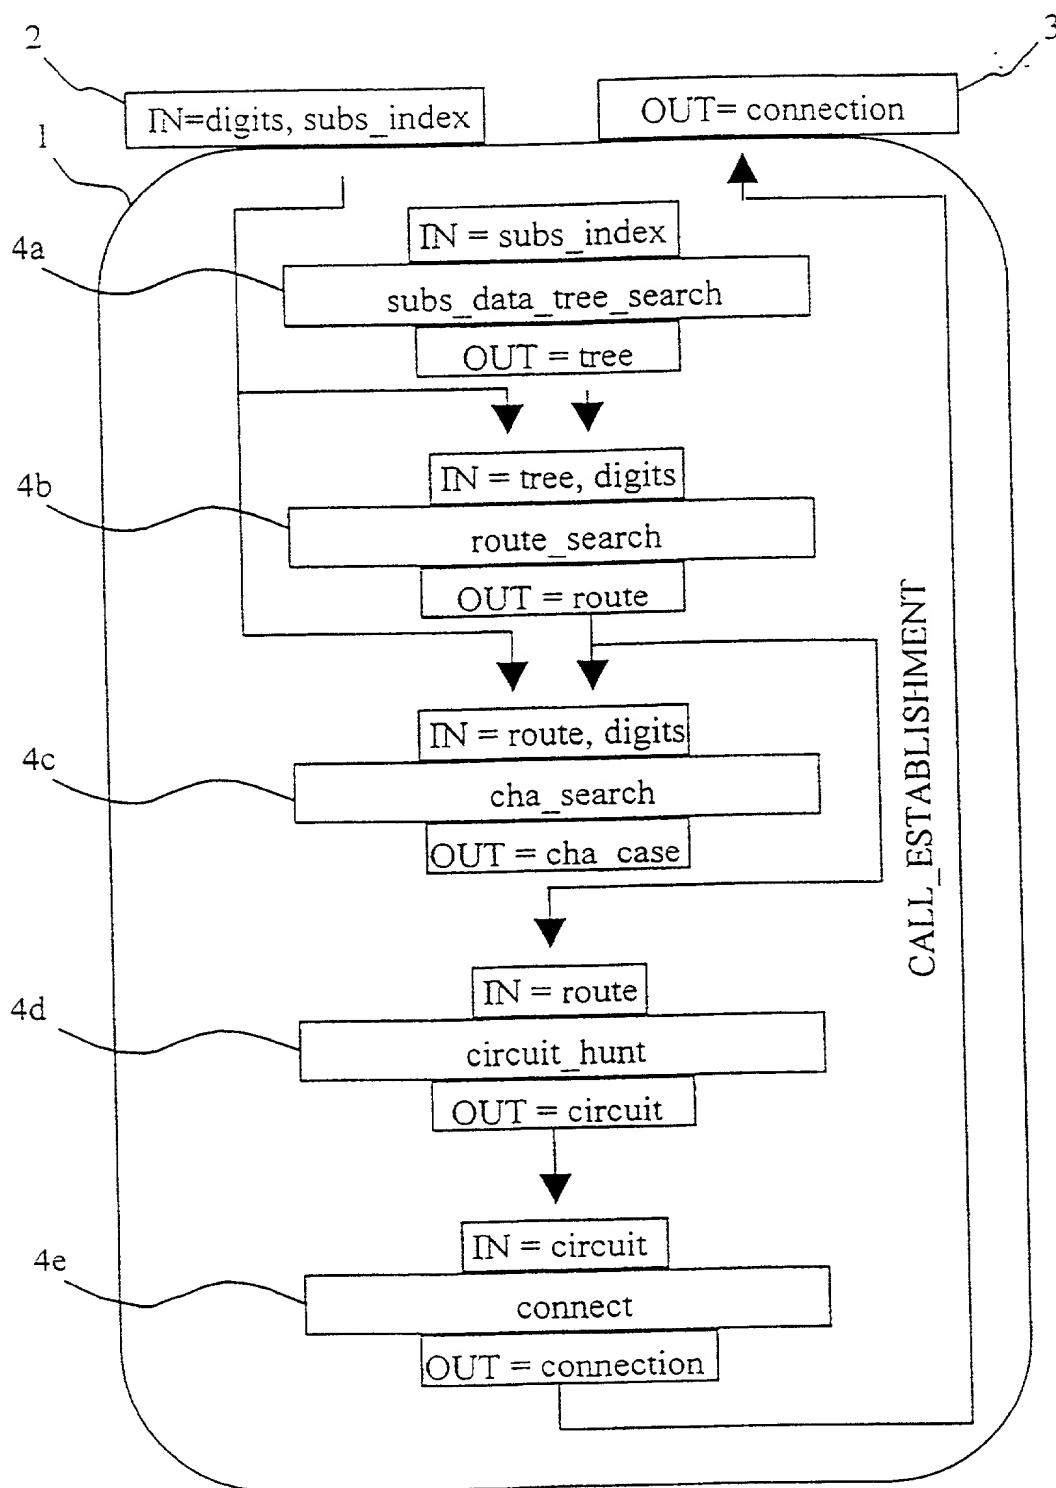 2
3
IN=digits, subs_index
OUT= connection
1
IN = subs_index
4a
subs_data_tree_search
OUT = tree
IN = tree, digits
4b
route_search
OUT = route
CALL_ESTABLISHMENT
IN = route, digits
4c
cha_search
OUT = cha_case
IN = route
4d
circuit_hunt
OUT = circuit
IN = circuit
4e
connect
OUT = connection